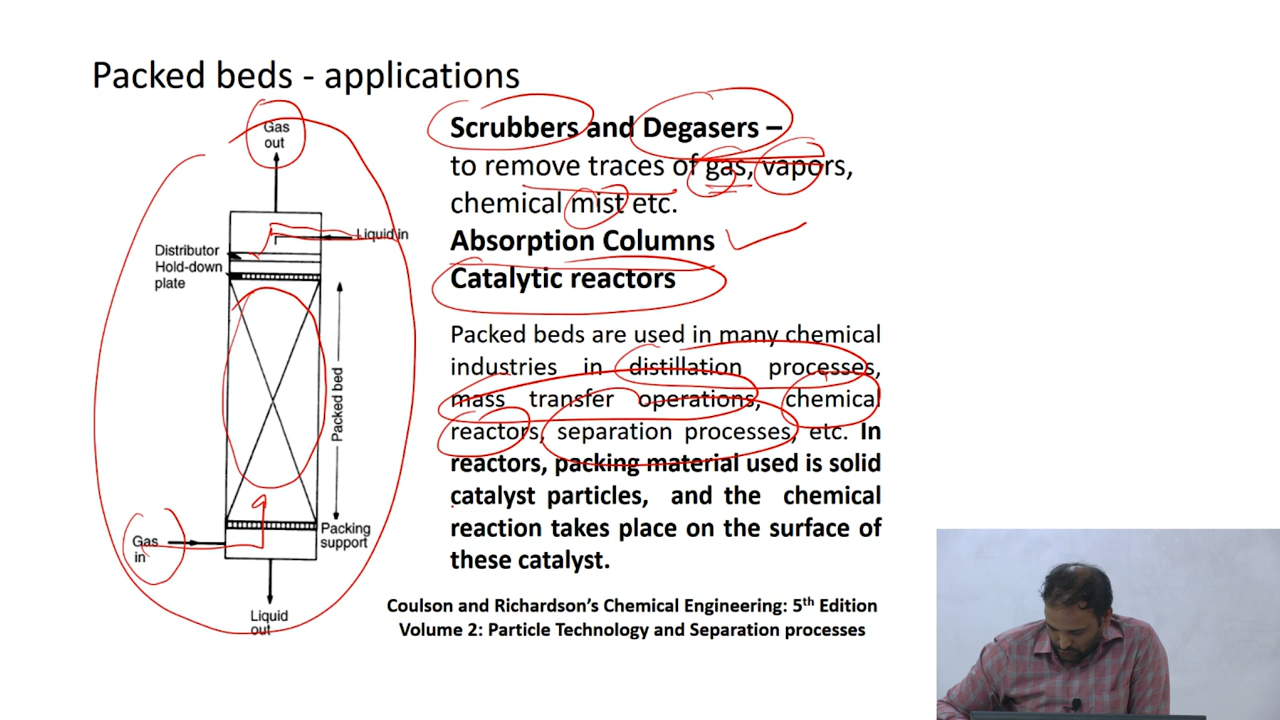 Packed beds - applications
Gas
out
Liquid in
Distributor
Hold-down
plate
Packed bed
Gas
in
Packing
support
Liquid
out
Scrubbers and Degasers –
to remove traces of gas, vapors,
chemical mist etc.
Absorption Columns
Catalytic reactors
Packed beds are used in many chemical
industries in distillation processes,
mass transfer operations, chemical
reactors, separation processes, etc. In
reactors, packing material used is solid
catalyst particles, and the chemical
reaction takes place on the surface of
these catalyst.
Coulson and Richardson’s Chemical Engineering: 5th Edition
Volume 2: Particle Technology and Separation processes